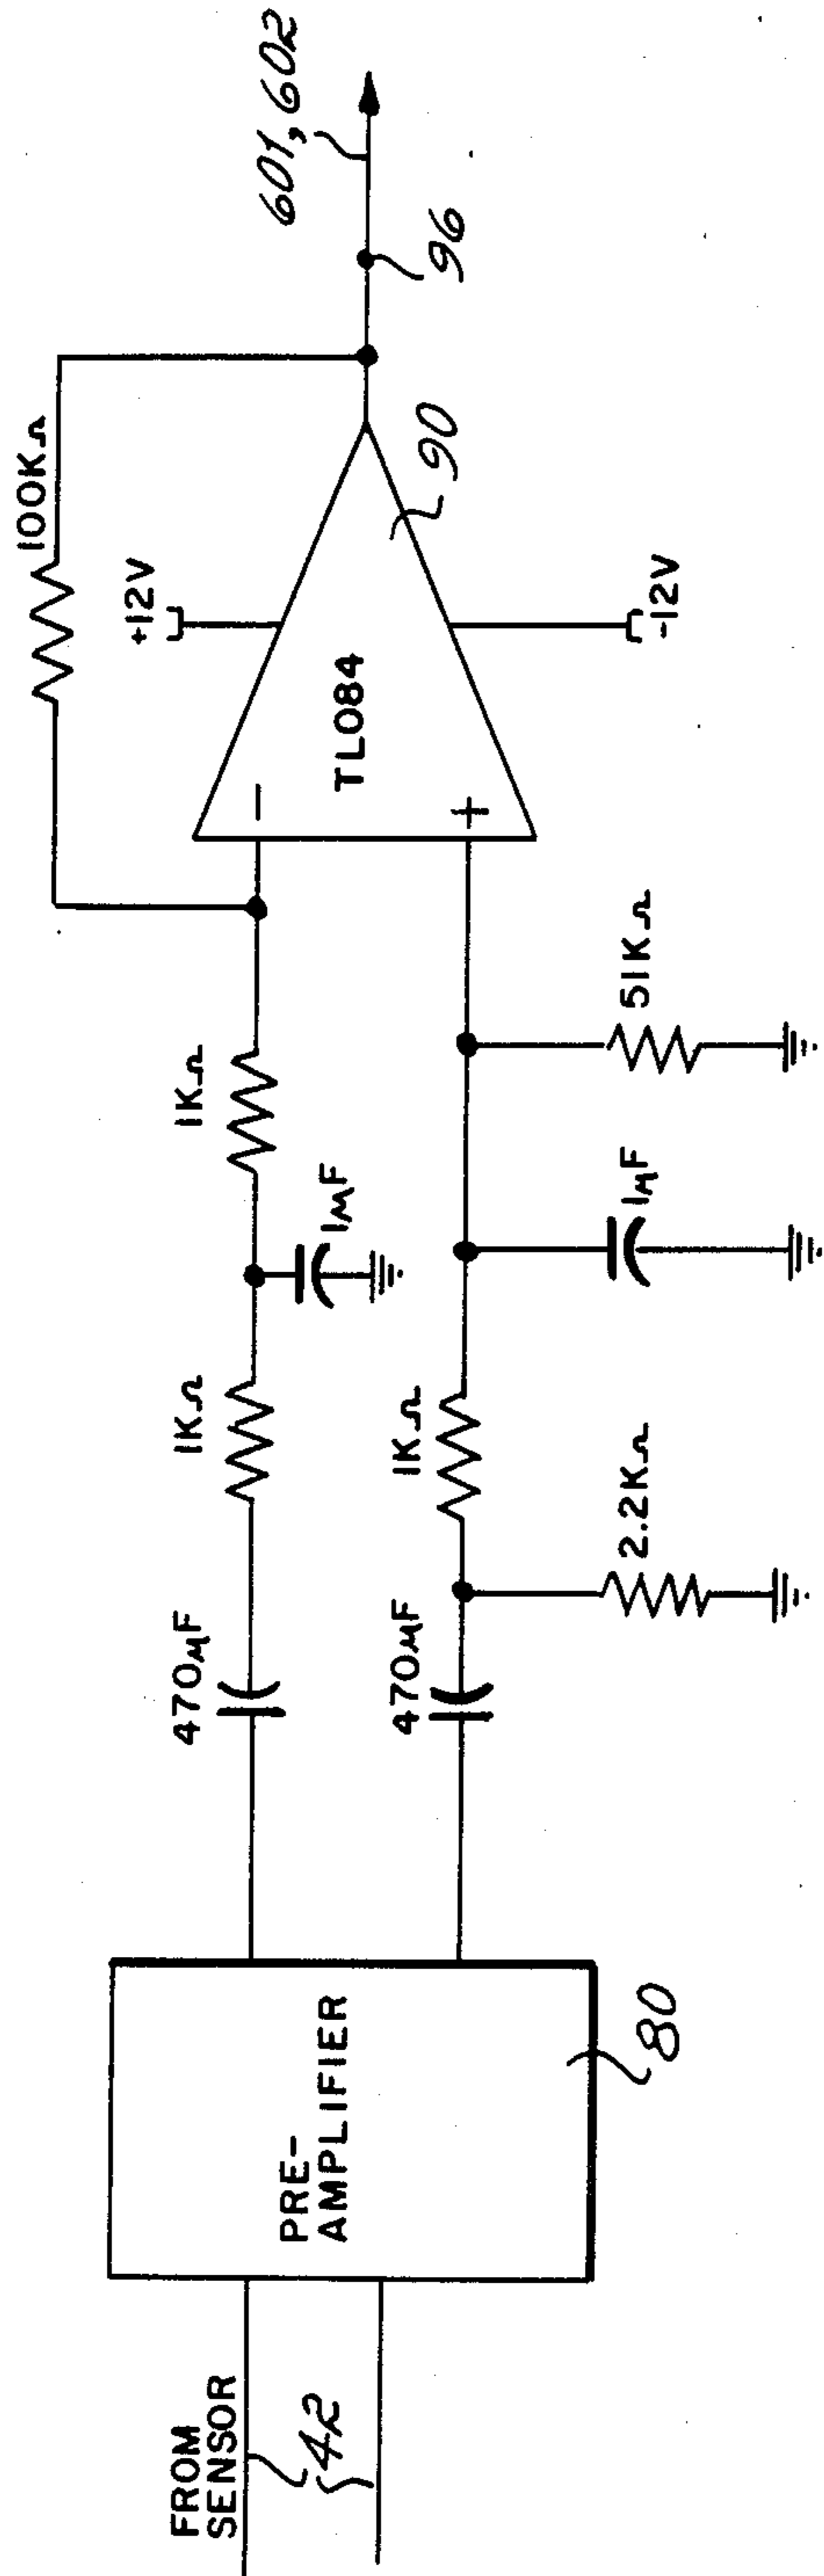 FROM
SENSOR
42
PRE-
AMPLIFIER
80
470μF
1KΩ
1μF
1KΩ
470μF
2.2KΩ
1KΩ
1μF
51KΩ
100KΩ
-
+
TL084
+12V
-12V
90
96
601, 602